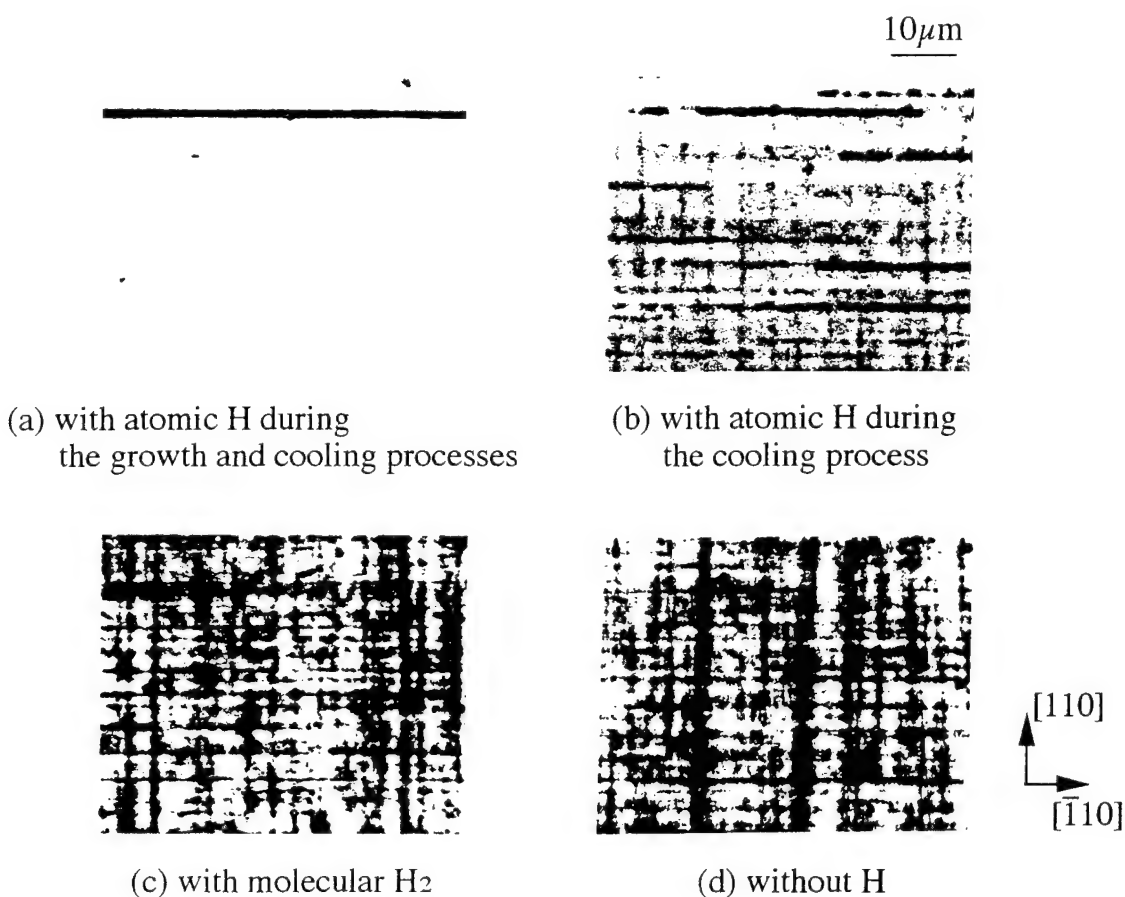 10μm
(a) with atomic H during
the growth and cooling processes
(b) with atomic H during
the cooling process
[110]
[1̄10]
(c) with molecular H₂
(d) without H